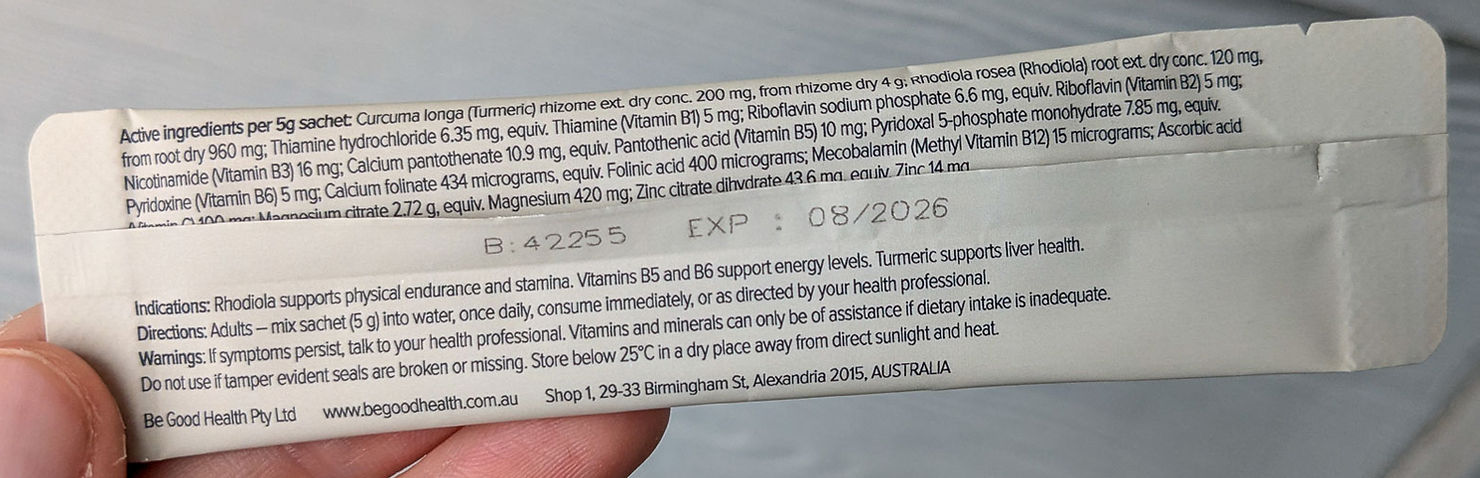 Active ingredients per 5g sachet: Curcuma longa (Turmeric) rhizome ext. dry conc. 200 mg, from rhizome dry 4 g; Rhodiola rosea (Rhodiola) root ext. dry conc. 120 mg,
from root dry 960 mg; Thiamine hydrochloride 6.35 mg, equiv. Thiamine (Vitamin B1) 5 mg; Riboflavin sodium phosphate 6.6 mg, equiv. Riboflavin (Vitamin B2) 5 mg;
Nicotinamide (Vitamin B3) 16 mg; Calcium pantothenate 10.9 mg, equiv. Pantothenic acid (Vitamin B5) 10 mg; Pyridoxal 5-phosphate monohydrate 7.85 mg, equiv.
Pyridoxine (Vitamin B6) 5 mg; Calcium folinate 434 micrograms, equiv. Folinic acid 400 micrograms; Mecobalamin (Methyl Vitamin B12) 15 micrograms; Ascorbic acid
100 mg; Magnesium citrate 2.72 g, equiv. Magnesium 420 mg; Zinc citrate dihydrate 43.6 mg, equiv. Zinc 14 mg
B:42255 EXP : 08/2026
Indications: Rhodiola supports physical endurance and stamina. Vitamins B5 and B6 support energy levels. Turmeric supports liver health.
Directions: Adults – mix sachet (5 g) into water, once daily, consume immediately, or as directed by your health professional.
Warnings: If symptoms persist, talk to your health professional. Vitamins and minerals can only be of assistance if dietary intake is inadequate.
Do not use if tamper evident seals are broken or missing. Store below 25°C in a dry place away from direct sunlight and heat.
Be Good Health Pty Ltd www.begoodhealth.com.au Shop 1, 29-33 Birmingham St, Alexandria 2015, AUSTRALIA